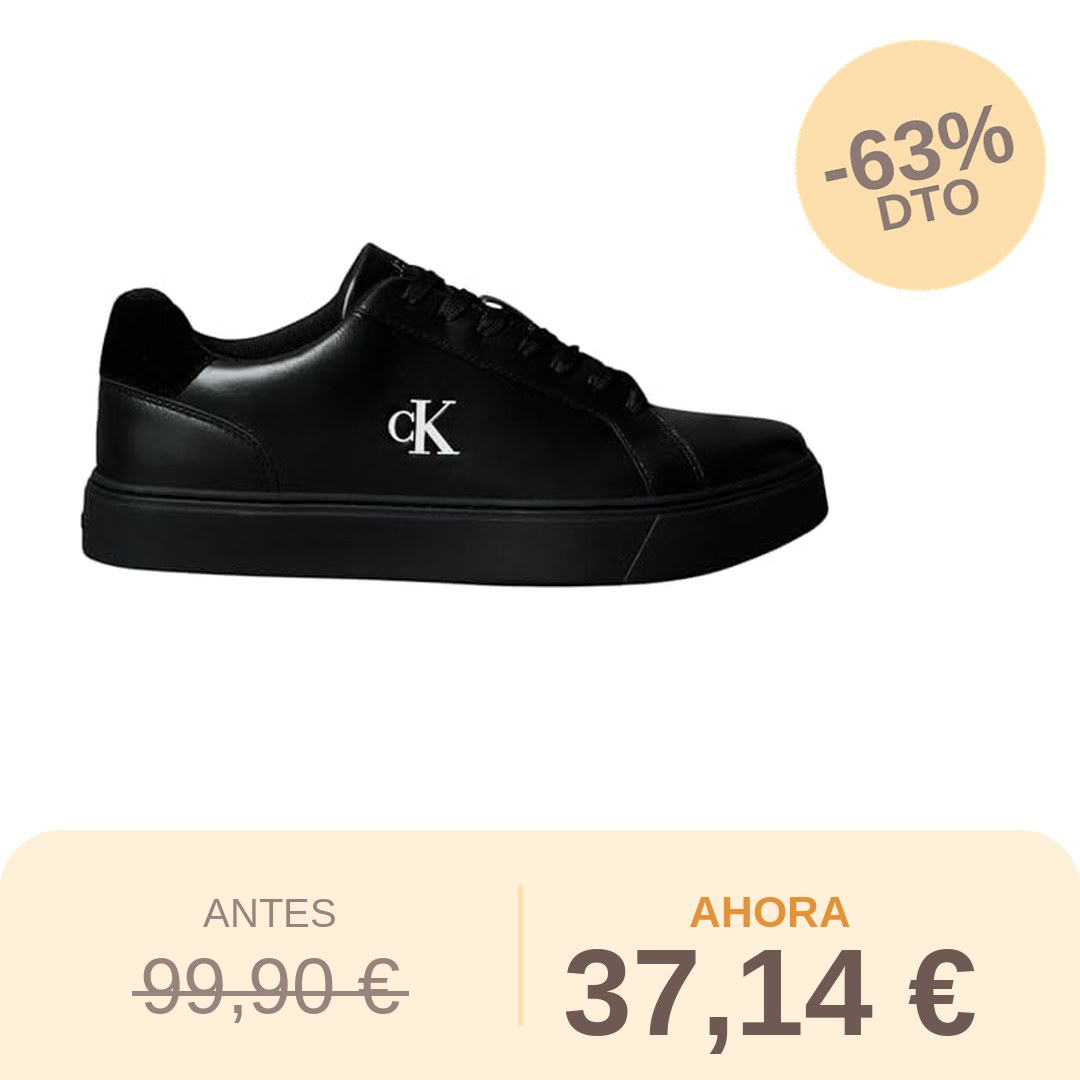 -63%
DTO
CK
ANTES
99,90 €
AHORA
37,14 €